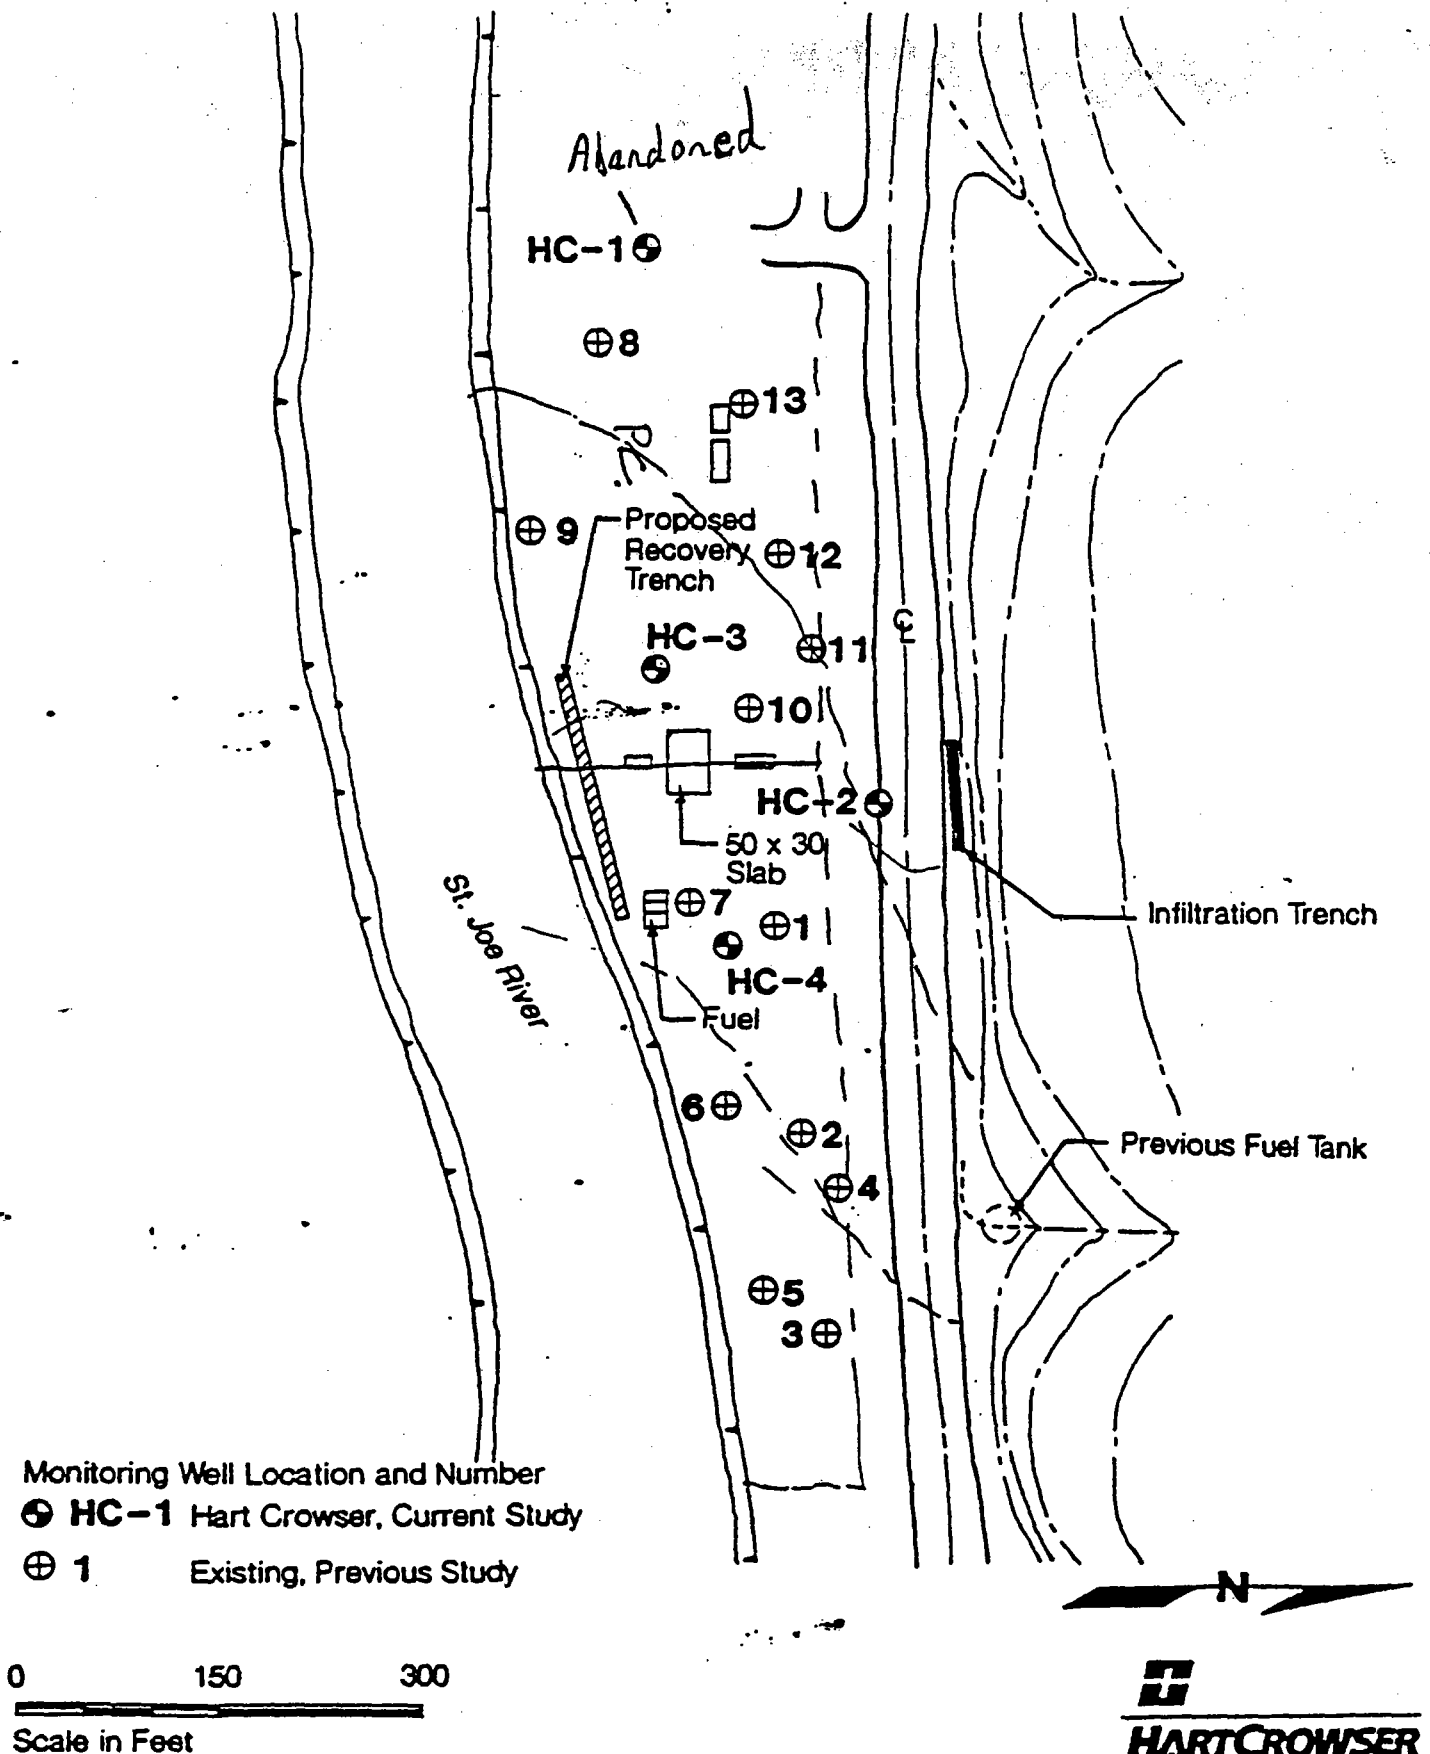 Abandoned
HC-1
8
13
9
Proposed
Recovery
Trench
12
HC-3
11
10
HC-2
50 x 30
Slab
7
1
HC-4
Infiltration Trench
St. Joe River
Fuel
6
2
Previous Fuel Tank
4
5
3
Monitoring Well Location and Number
HC-1 Hart Crowser, Current Study
1 Existing, Previous Study
N
0 150 300
Scale in Feet
HARTCROWSER